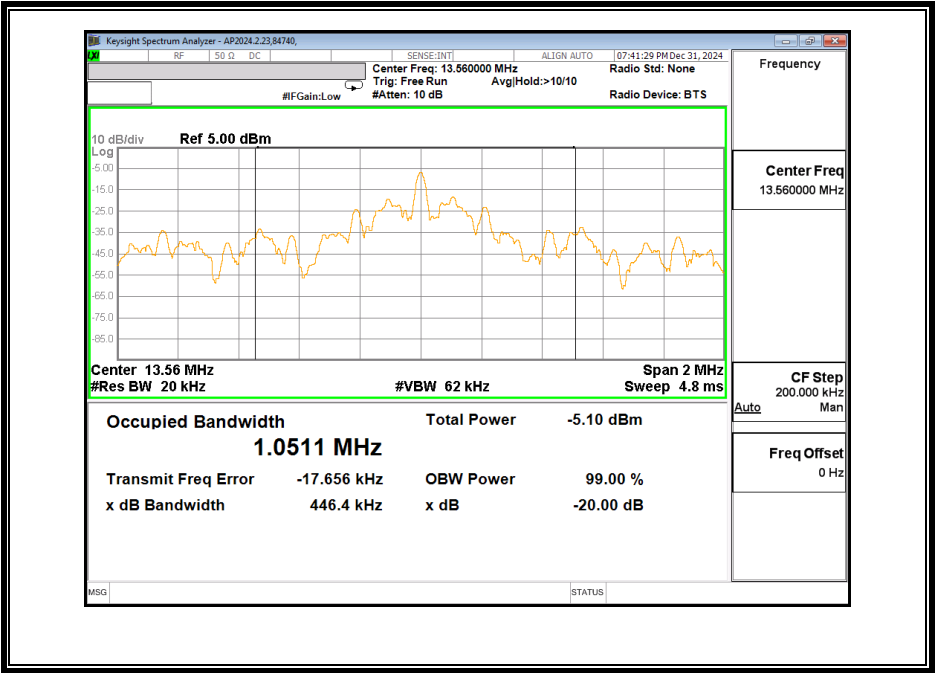 Keysight Spectrum Analyzer - AP2024.2.23,84740,
LXI RF 50 Ω DC SENSE:INT ALIGN AUTO 07:41:29 PM Dec 31, 2024
Center Freq: 13.560000 MHz Radio Std: None
Trig: Free Run Avg|Hold:>10/10
#IFGain:Low #Atten: 10 dB Radio Device: BTS
10 dB/div Ref 5.00 dBm
Log
-5.00
-15.0
-25.0
-35.0
-45.0
-55.0
-65.0
-75.0
-85.0
Center 13.56 MHz Span 2 MHz
#Res BW 20 kHz #VBW 62 kHz Sweep 4.8 ms
Occupied Bandwidth Total Power -5.10 dBm
1.0511 MHz
Transmit Freq Error -17.656 kHz OBW Power 99.00 %
x dB Bandwidth 446.4 kHz x dB -20.00 dB
MSG STATUS
Frequency
Center Freq
13.560000 MHz
CF Step
200.000 kHz
Auto Man
Freq Offset
0 Hz